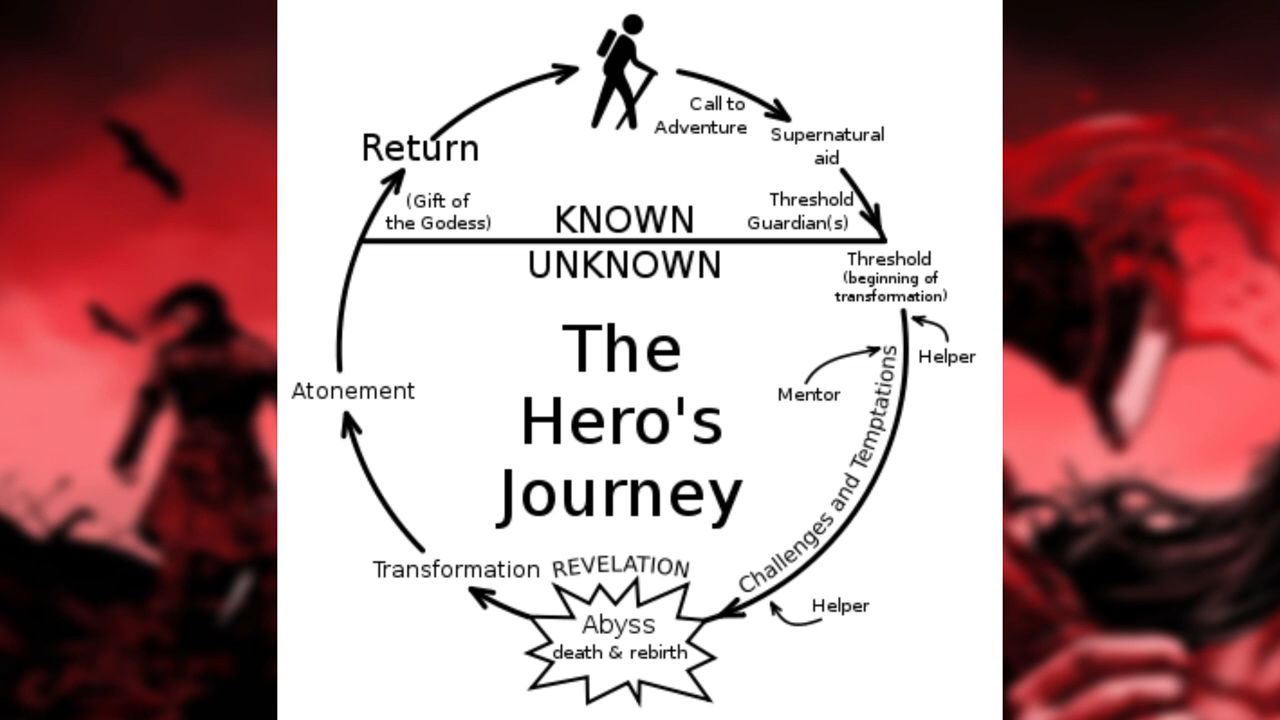 Call to
Adventure
Supernatural
aid
Return
(Gift of
the Godess)
Threshold
Guardian(s)
KNOWN
UNKNOWN
Threshold
(beginning of
transformation)
Helper
Mentor
Challenges and Temptations
The
Hero's
Journey
Atonement
Transformation
REVELATION
Abyss
death & rebirth
Helper